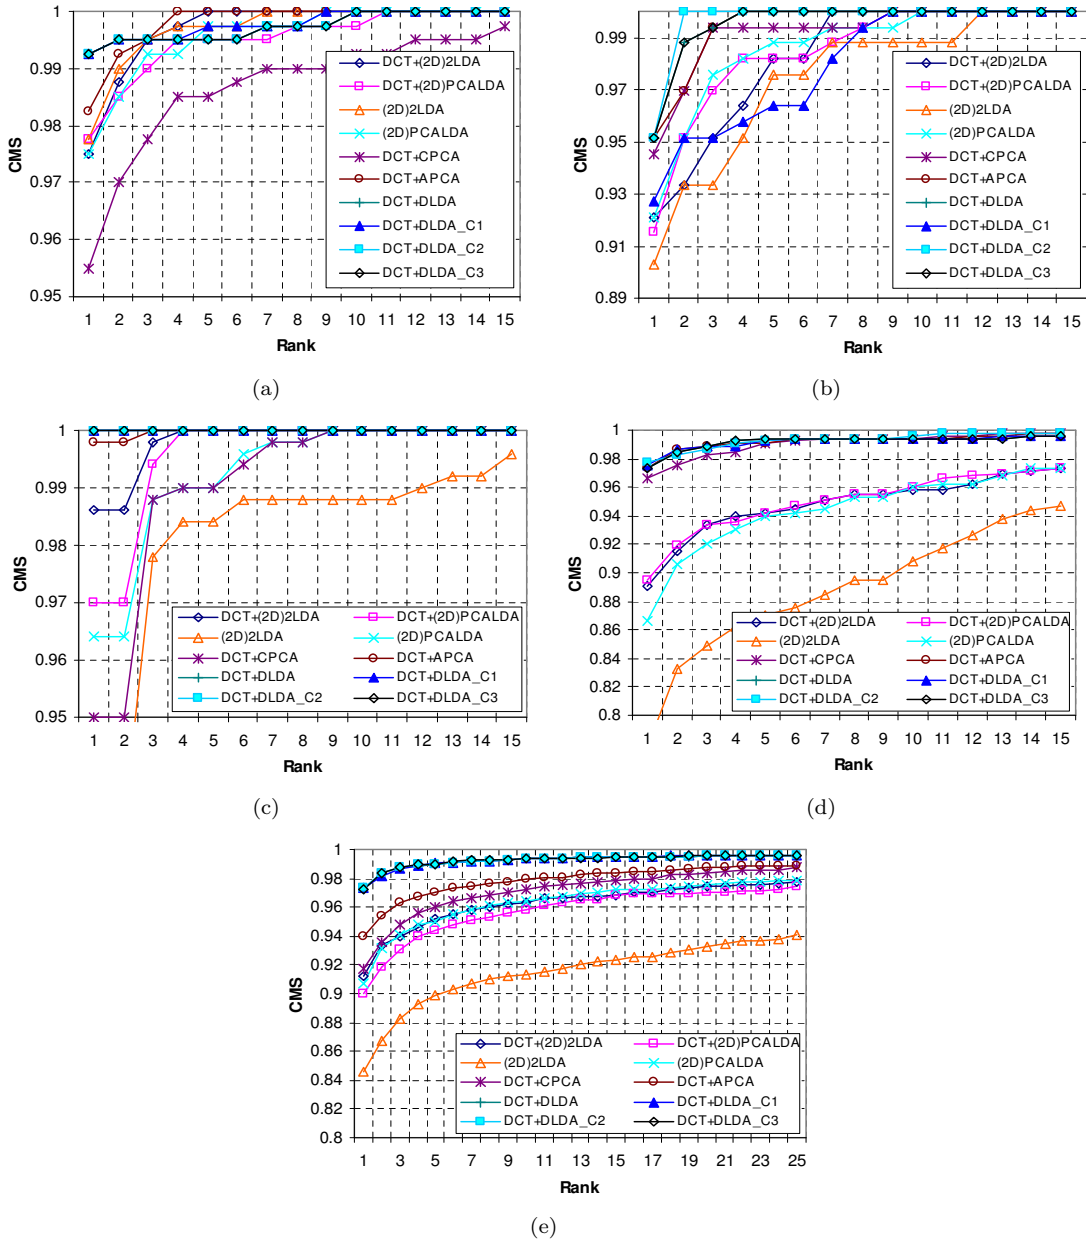 1
0.99
0.98
0.97
0.96
0.95
CMS
1 2 3 4 5 6 7 8 9 10 11 12 13 14 15
Rank
DCT+(2D)2LDA
DCT+(2D)PCALDA
(2D)2LDA
(2D)PCALDA
DCT+CPCA
DCT+APCA
DCT+DLDA
DCT+DLDA_C1
DCT+DLDA_C2
DCT+DLDA_C3
(a)
0.99
0.97
0.95
0.93
0.91
0.89
CMS
1 2 3 4 5 6 7 8 9 10 11 12 13 14 15
Rank
DCT+(2D)2LDA
DCT+(2D)PCALDA
(2D)2LDA
(2D)PCALDA
DCT+CPCA
DCT+APCA
DCT+DLDA
DCT+DLDA_C1
DCT+DLDA_C2
DCT+DLDA_C3
(b)
1
0.99
0.98
0.97
0.96
0.95
CMS
1 2 3 4 5 6 7 8 9 10 11 12 13 14 15
Rank
DCT+(2D)2LDA DCT+(2D)PCALDA
(2D)2LDA (2D)PCALDA
DCT+CPCA DCT+APCA
DCT+DLDA DCT+DLDA_C1
DCT+DLDA_C2 DCT+DLDA_C3
(c)
1
0.98
0.96
0.94
0.92
0.9
0.88
0.86
0.84
0.82
0.8
CMS
1 2 3 4 5 6 7 8 9 10 11 12 13 14 15
Rank
DCT+(2D)2LDA DCT+(2D)PCALDA
(2D)2LDA (2D)PCALDA
DCT+CPCA DCT+APCA
DCT+DLDA DCT+DLDA_C1
DCT+DLDA_C2 DCT+DLDA_C3
(d)
1
0.98
0.96
0.94
0.92
0.9
0.88
0.86
0.84
0.82
0.8
CMS
1 3 5 7 9 11 13 15 17 19 21 23 25
Rank
DCT+(2D)2LDA DCT+(2D)PCALDA
(2D)2LDA (2D)PCALDA
DCT+CPCA DCT+APCA
DCT+DLDA DCT+DLDA_C1
DCT+DLDA_C2 DCT+DLDA_C3
(e)